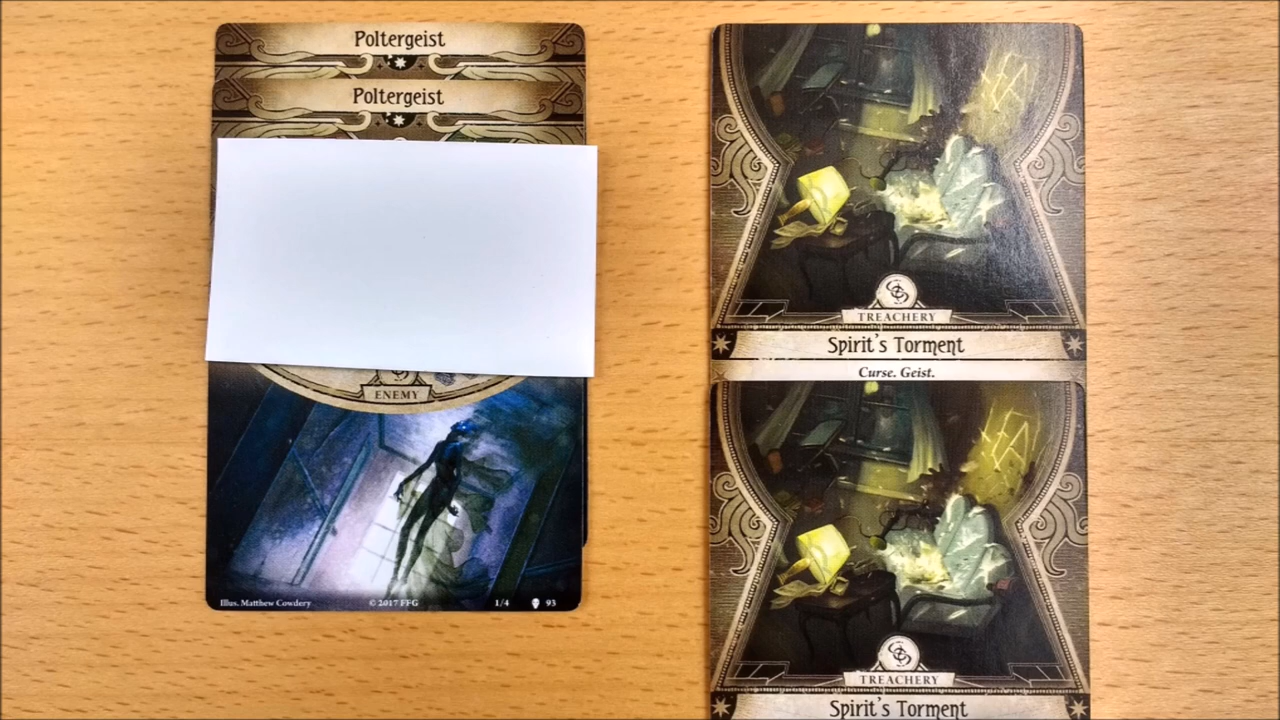 Poltergeist
Poltergeist
ENEMY
Illus. Matthew Cowdery © 2017 FFG 1/4 93
TREACHERY
Spirit's Torment
Curse. Geist.
TREACHERY
Spirit's Torment